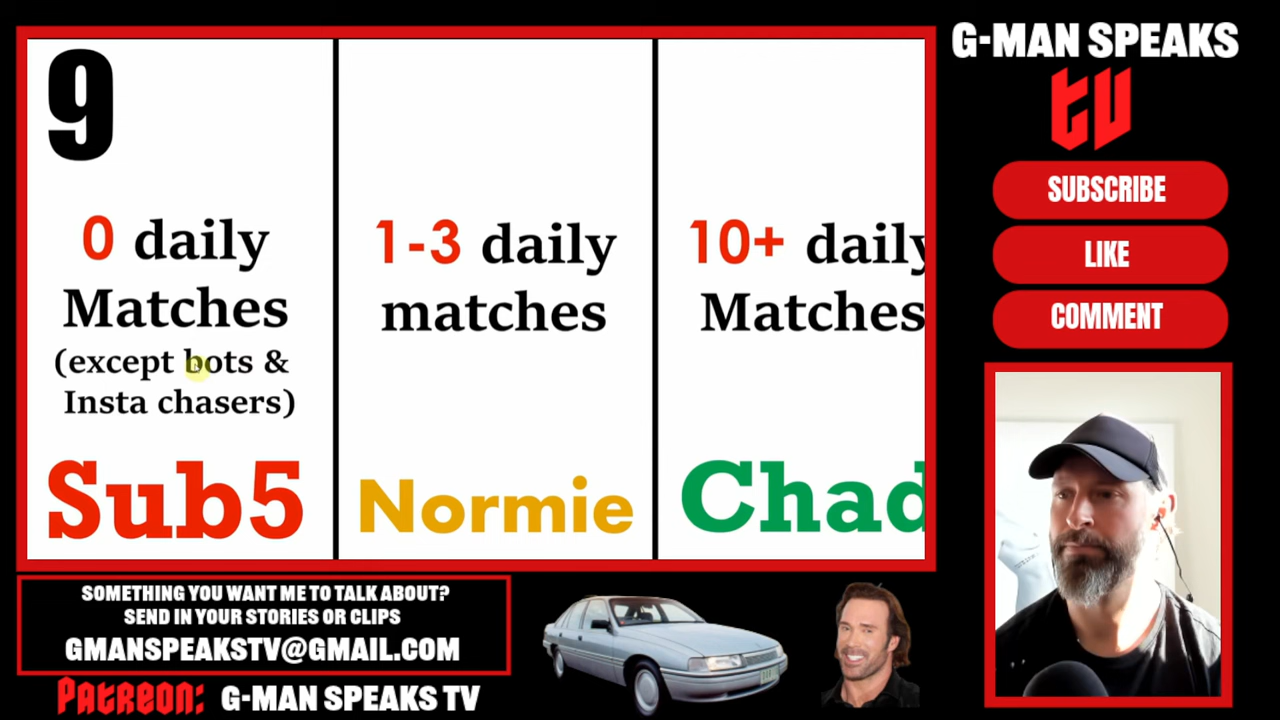 9
0 daily
Matches
(except bots &
Insta chasers)
Sub5
1-3 daily
matches
Normie
10+ daily
Matches
Chad
G-MAN SPEAKS
tv
SUBSCRIBE
LIKE
COMMENT
SOMETHING YOU WANT ME TO TALK ABOUT?
SEND IN YOUR STORIES OR CLIPS
GMANSPEAKSTV@GMAIL.COM
PATREON: G-MAN SPEAKS TV